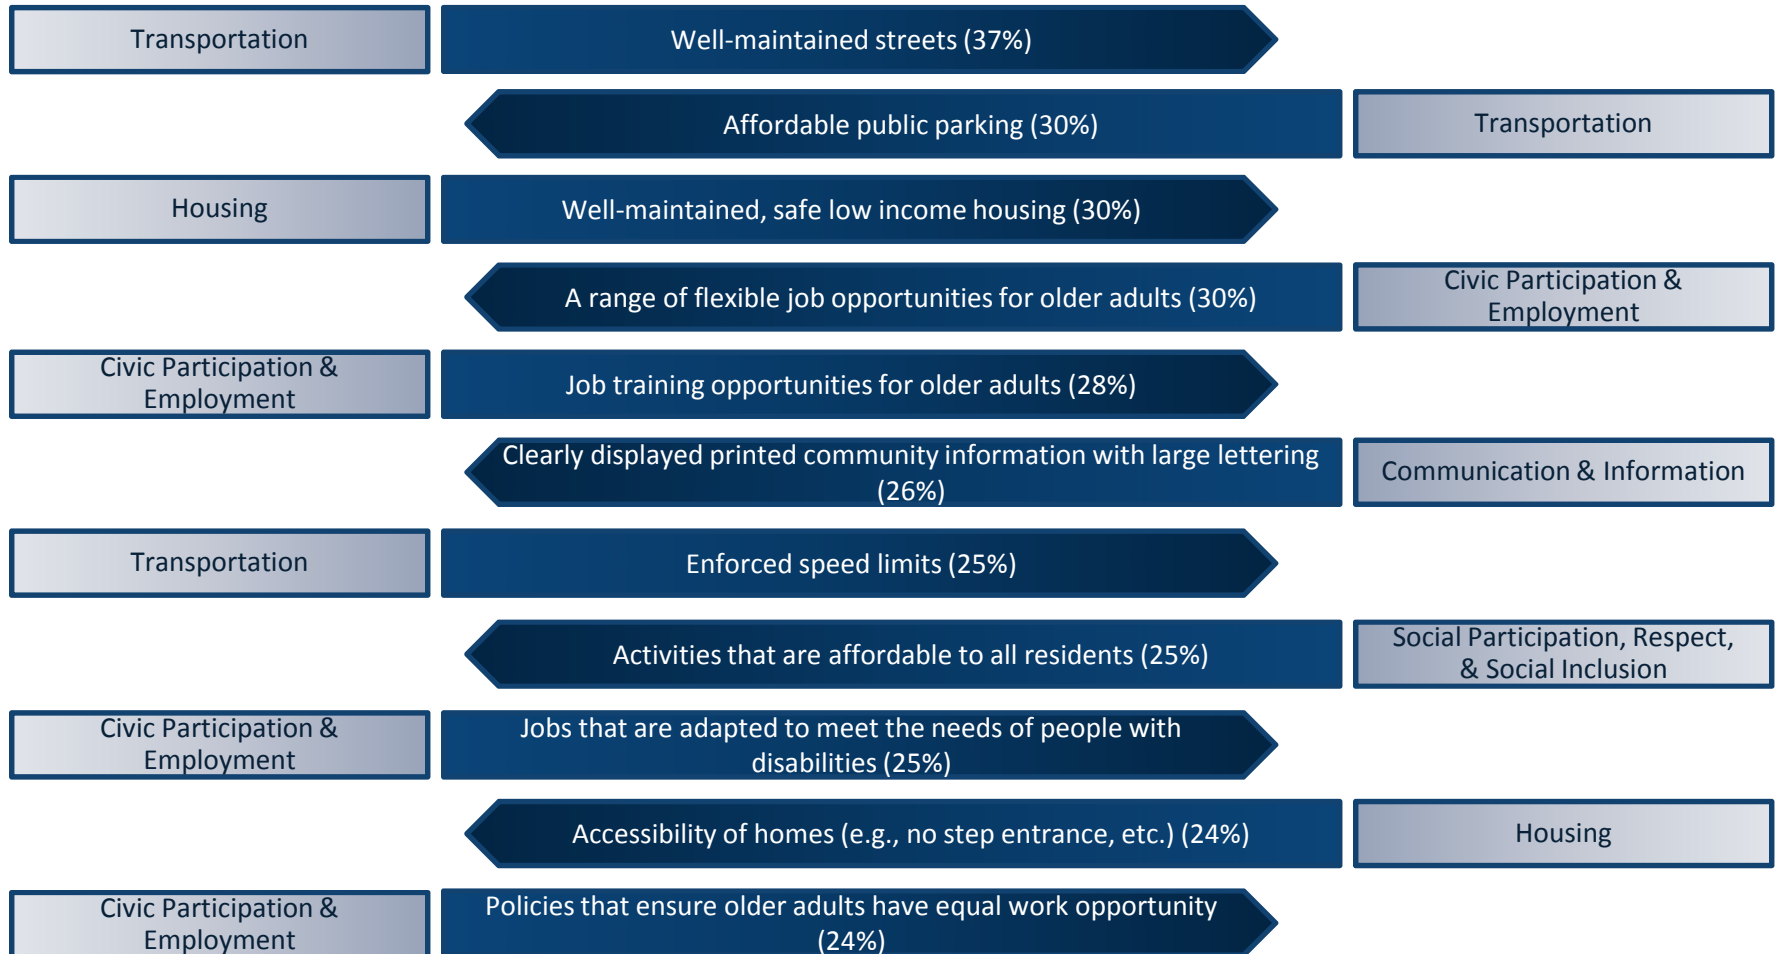 Transportation
Well-maintained streets (37%)
Affordable public parking (30%)
Transportation
Housing
Well-maintained, safe low income housing (30%)
A range of flexible job opportunities for older adults (30%)
Civic Participation &
Employment
Civic Participation &
Employment
Job training opportunities for older adults (28%)
Clearly displayed printed community information with large lettering
(26%)
Communication & Information
Transportation
Enforced speed limits (25%)
Activities that are affordable to all residents (25%)
Social Participation, Respect,
& Social Inclusion
Civic Participation &
Employment
Jobs that are adapted to meet the needs of people with
disabilities (25%)
Accessibility of homes (e.g., no step entrance, etc.) (24%)
Housing
Civic Participation &
Employment
Policies that ensure older adults have equal work opportunity
(24%)